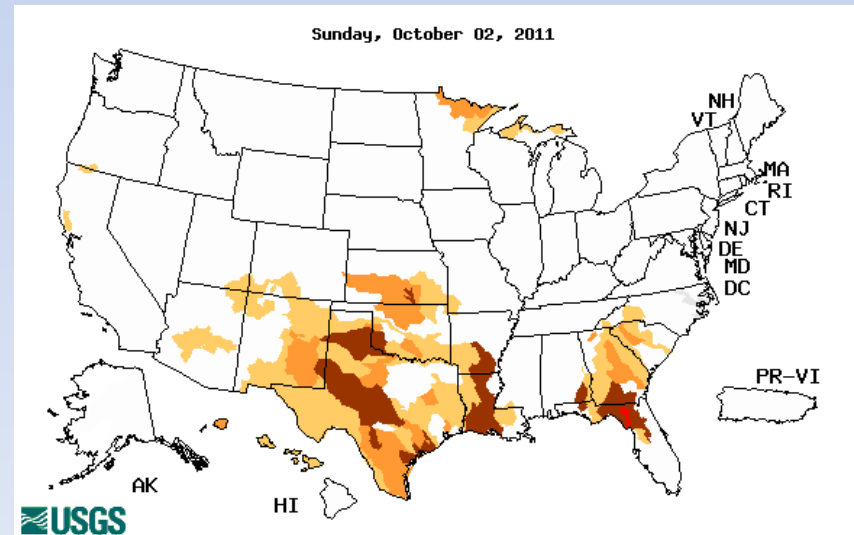 Sunday, October 02, 2011
NH
VT
MA
RI
CT
NJ
DE
MD
DC
PR-VI
AK
HI
USGS